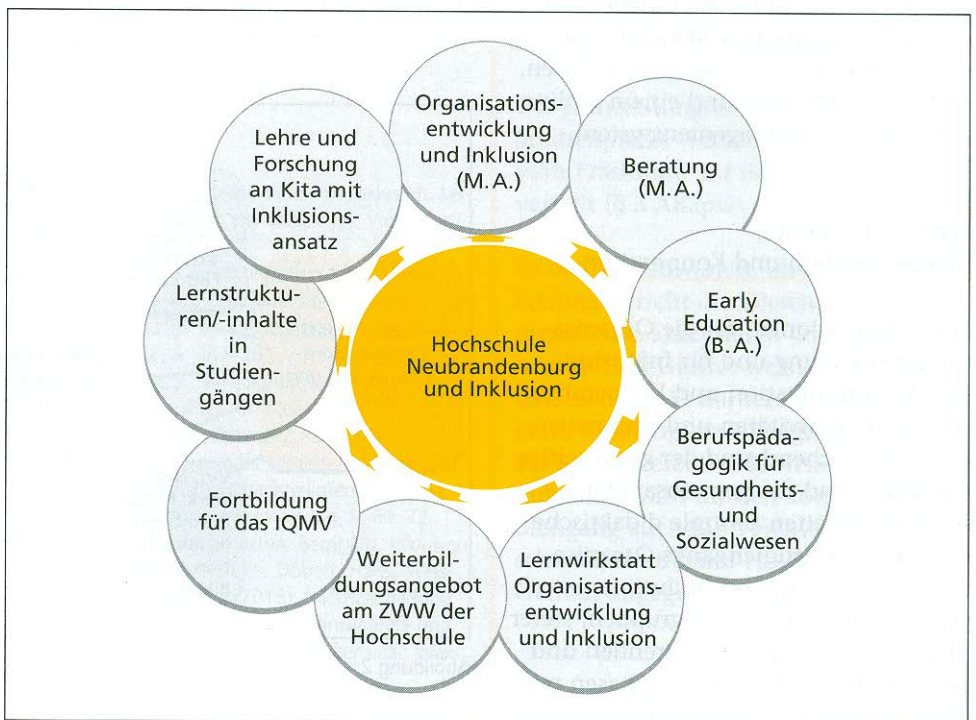 Organisations-
entwicklung
und Inklusion
(M. A.)
Beratung
(M. A.)
Early
Education
(B. A.)
Berufspäda-
gogik für
Gesundheits-
und
Sozialwesen
Lernwirkstatt
Organisations-
entwicklung
und Inklusion
Weiterbil-
dungsangebot
am ZWW der
Hochschule
Fortbildung
für das IQMV
Lernstruktu-
ren/-inhalte
in
Studien-
gängen
Lehre und
Forschung
an Kita mit
Inklusions-
ansatz
Hochschule
Neubrandenburg
und Inklusion